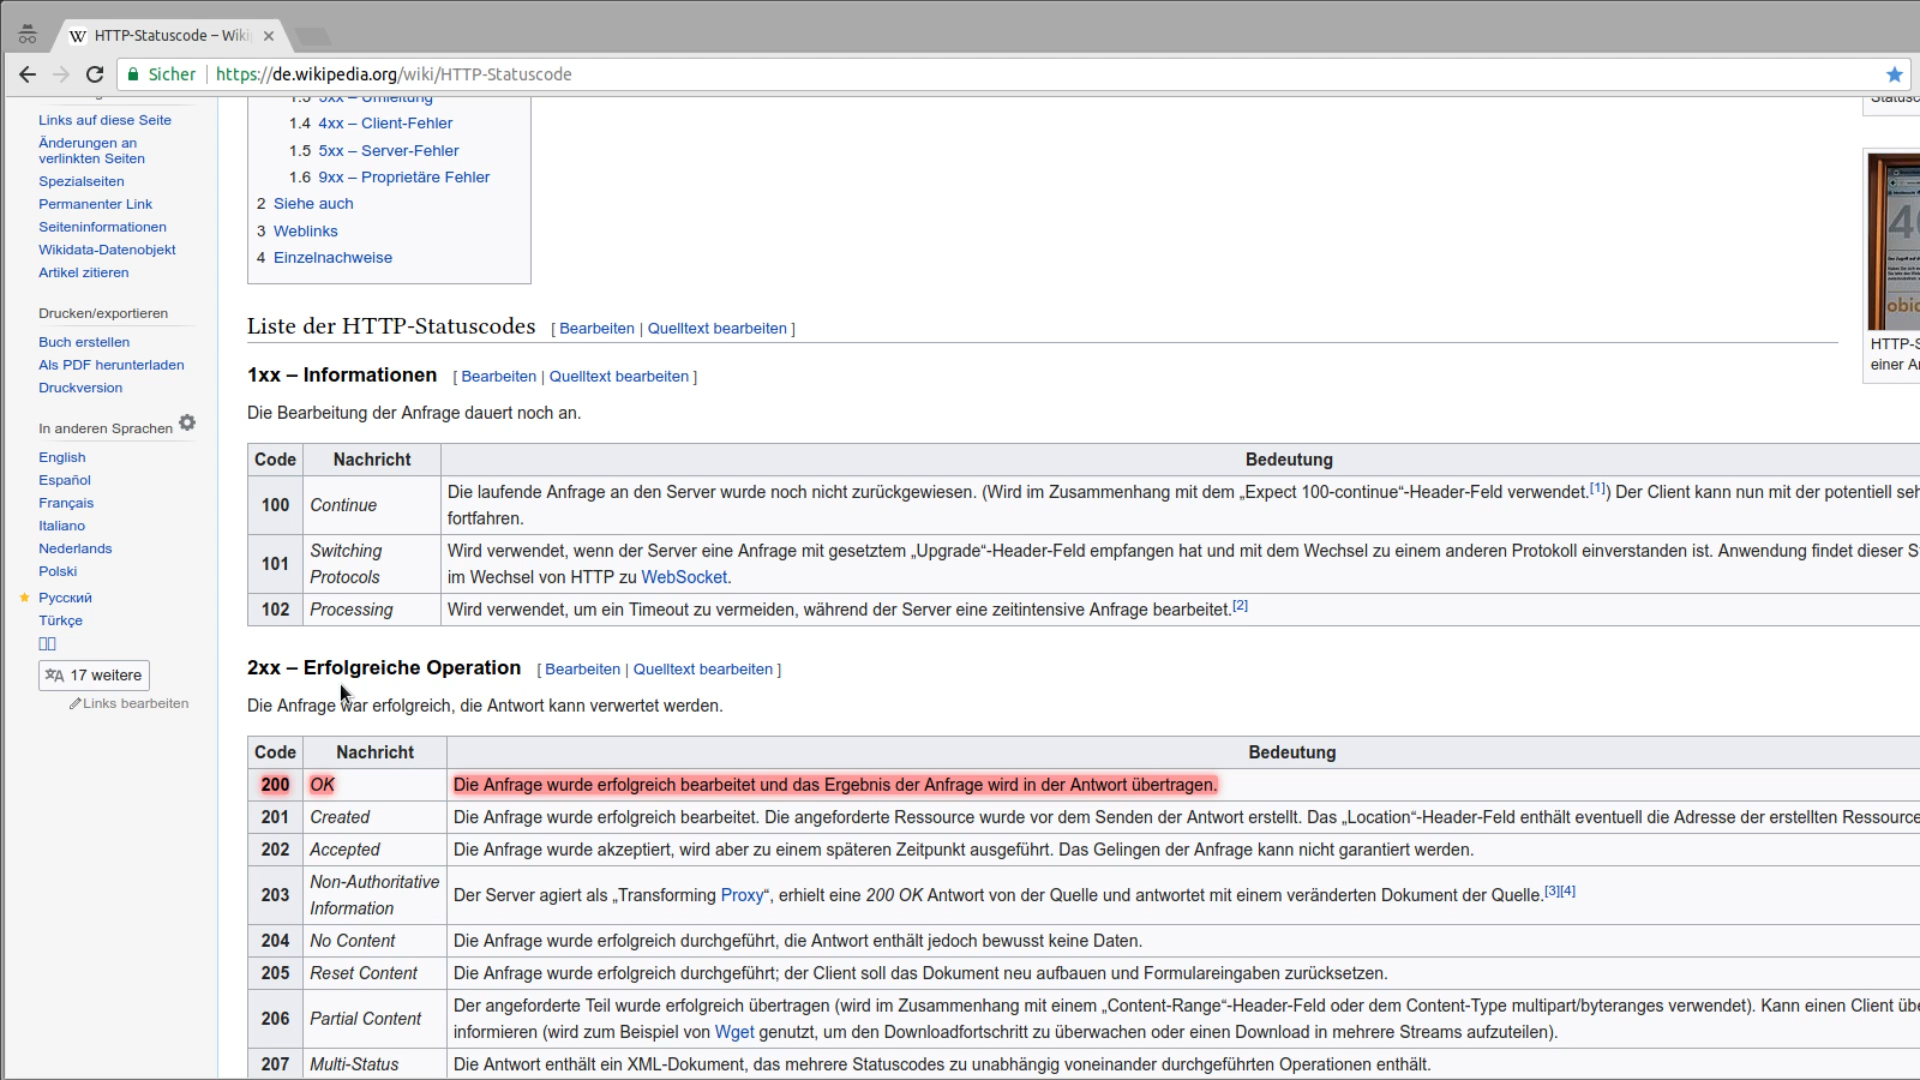 HTTP-Statuscode – Wiki
Sicher
https://de.wikipedia.org/wiki/HTTP-Statuscode
Links auf diese Seite
Änderungen an
verlinkten Seiten
Spezialseiten
Permanenter Link
Seiteninformationen
Wikidata-Datenobjekt
Artikel zitieren
Drucken/exportieren
Buch erstellen
Als PDF herunterladen
Druckversion
In anderen Sprachen
English
Español
Français
Italiano
Nederlands
Polski
Русский
Türkçe
17 weitere
Links bearbeiten
1.3 3xx – Umleitung
1.4 4xx – Client-Fehler
1.5 5xx – Server-Fehler
1.6 9xx – Proprietäre Fehler
2 Siehe auch
3 Weblinks
4 Einzelnachweise
Liste der HTTP-Statuscodes [ Bearbeiten | Quelltext bearbeiten ]
1xx – Informationen [ Bearbeiten | Quelltext bearbeiten ]
Die Bearbeitung der Anfrage dauert noch an.
Code Nachricht Bedeutung
100 Continue Die laufende Anfrage an den Server wurde noch nicht zurückgewiesen. (Wird im Zusammenhang mit dem „Expect 100-continue“-Header-Feld verwendet.[1]) Der Client kann nun mit der potentiell
fortfahren.
101 Switching Protocols Wird verwendet, wenn der Server eine Anfrage mit gesetztem „Upgrade“-Header-Feld empfangen hat und mit dem Wechsel zu einem anderen Protokoll einverstanden ist. Anwendung findet dieser
im Wechsel von HTTP zu WebSocket.
102 Processing Wird verwendet, um ein Timeout zu vermeiden, während der Server eine zeitintensive Anfrage bearbeitet.[2]
2xx – Erfolgreiche Operation [ Bearbeiten | Quelltext bearbeiten ]
Die Anfrage war erfolgreich, die Antwort kann verwertet werden.
Code Nachricht Bedeutung
200 OK Die Anfrage wurde erfolgreich bearbeitet und das Ergebnis der Anfrage wird in der Antwort übertragen.
201 Created Die Anfrage wurde erfolgreich bearbeitet. Die angeforderte Ressource wurde vor dem Senden der Antwort erstellt. Das „Location“-Header-Feld enthält eventuell die Adresse der erstellten Ressource
202 Accepted Die Anfrage wurde akzeptiert, wird aber zu einem späteren Zeitpunkt ausgeführt. Das Gelingen der Anfrage kann nicht garantiert werden.
203 Non-Authoritative Information Der Server agiert als „Transforming Proxy“, erhielt eine 200 OK Antwort von der Quelle und antwortet mit einem veränderten Dokument der Quelle.[3][4]
204 No Content Die Anfrage wurde erfolgreich durchgeführt, die Antwort enthält jedoch bewusst keine Daten.
205 Reset Content Die Anfrage wurde erfolgreich durchgeführt; der Client soll das Dokument neu aufbauen und Formulareingaben zurücksetzen.
206 Partial Content Der angeforderte Teil wurde erfolgreich übertragen (wird im Zusammenhang mit einem „Content-Range“-Header-Feld oder dem Content-Type multipart/byteranges verwendet). Kann einen Client
informieren (wird zum Beispiel von Wget genutzt, um den Downloadfortschritt zu überwachen oder einen Download in mehrere Streams aufzuteilen).
207 Multi-Status Die Antwort enthält ein XML-Dokument, das mehrere Statuscodes zu unabhängig voneinander durchgeführten Operationen enthält.
HTTP-S
einer